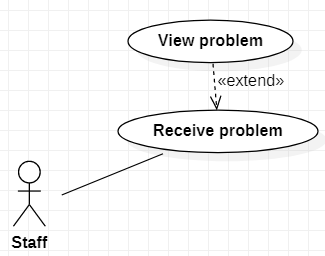 View problem
«extend»
Receive problem
Staff